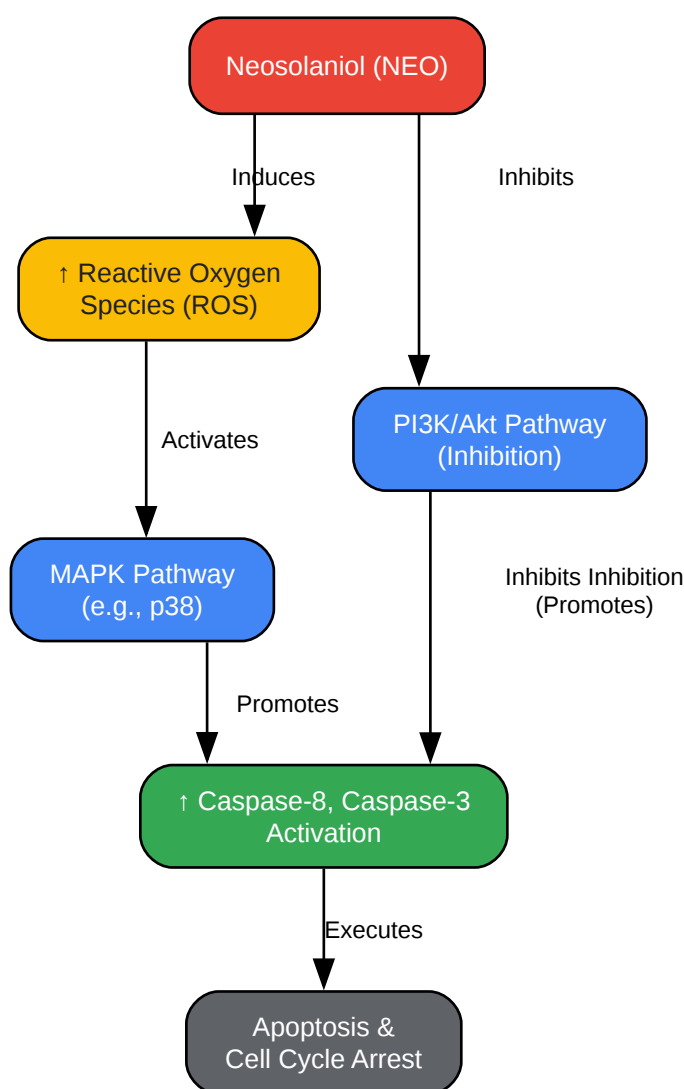 Neosolaniol (NEO)
Induces
Inhibits
↑ Reactive Oxygen
Species (ROS)
PI3K/Akt Pathway
(Inhibition)
Activates
MAPK Pathway
(e.g., p38)
Inhibits Inhibition
(Promotes)
Promotes
↑ Caspase-8, Caspase-3
Activation
Executes
Apoptosis &
Cell Cycle Arrest